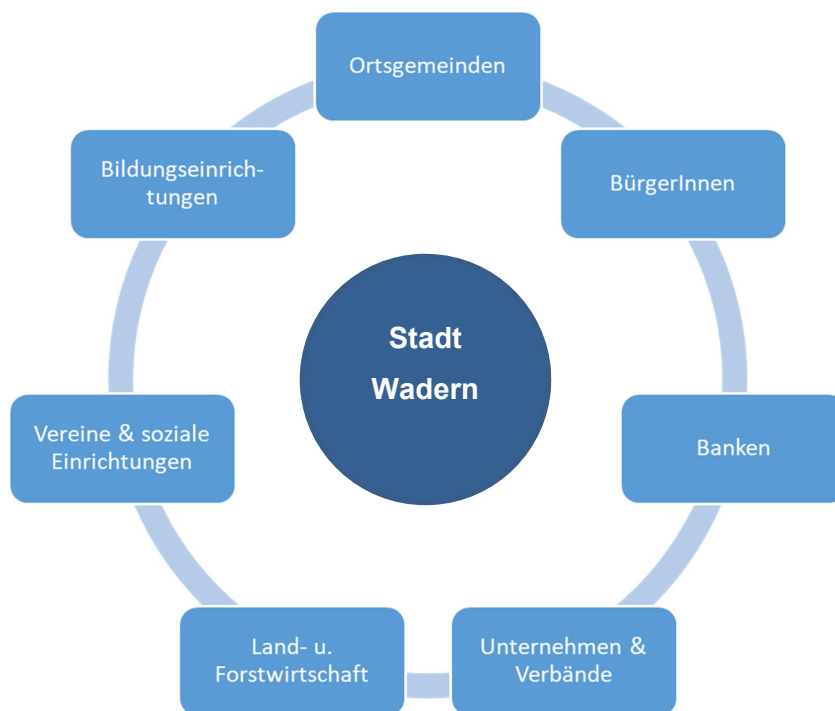 Ortsgemeinden
BürgerInnen
Banken
Unternehmen &
Verbände
Land- u.
Forstwirtschaft
Vereine & soziale
Einrichtungen
Bildungseinrich-
tungen
Stadt
Wadern